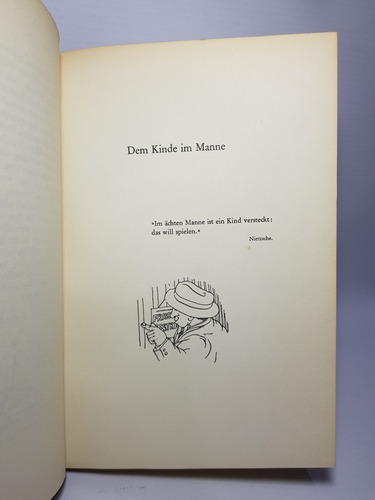 Dem Kinde im Manne
»Im ächten Manne ist ein Kind versteckt:
das will spielen.«
Nietzsche.